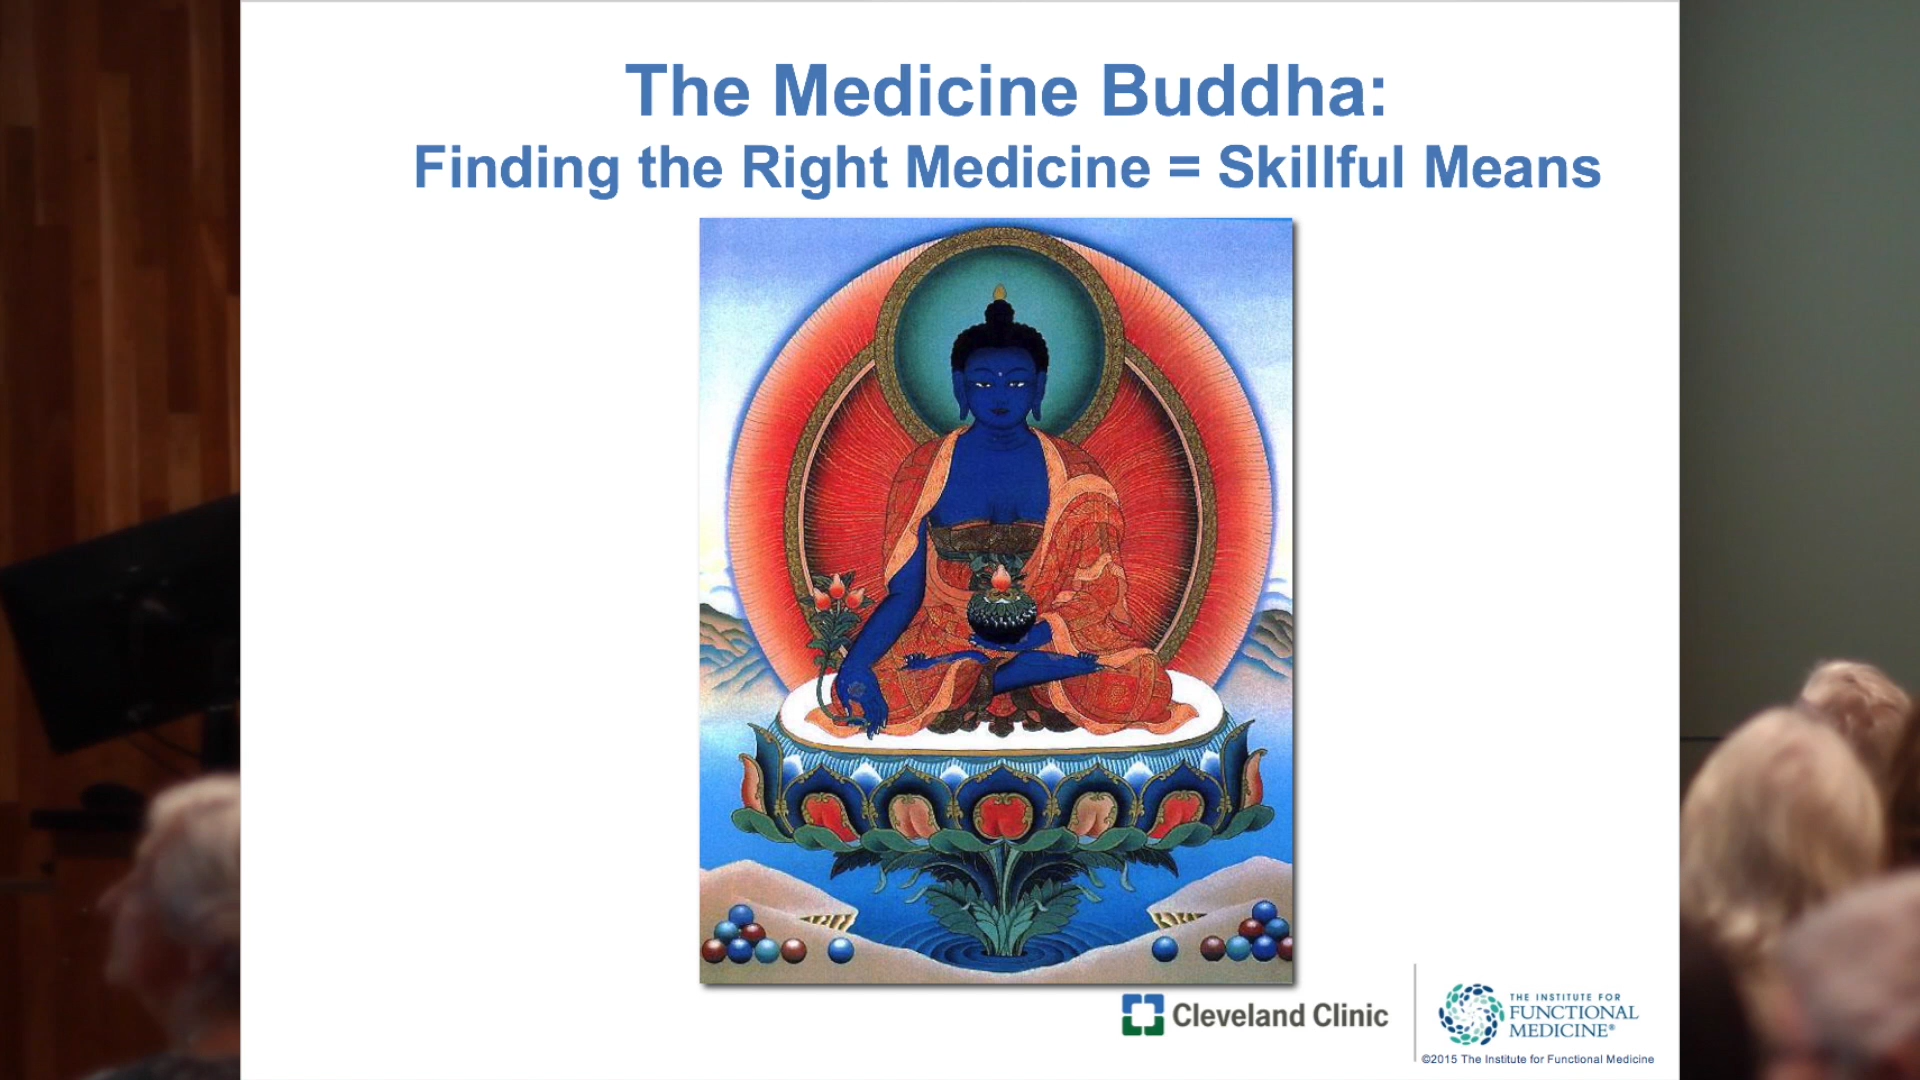 The Medicine Buddha:
Finding the Right Medicine = Skillful Means
Cleveland Clinic
THE INSTITUTE FOR
FUNCTIONAL
MEDICINE®
©2015 The Institute for Functional Medicine